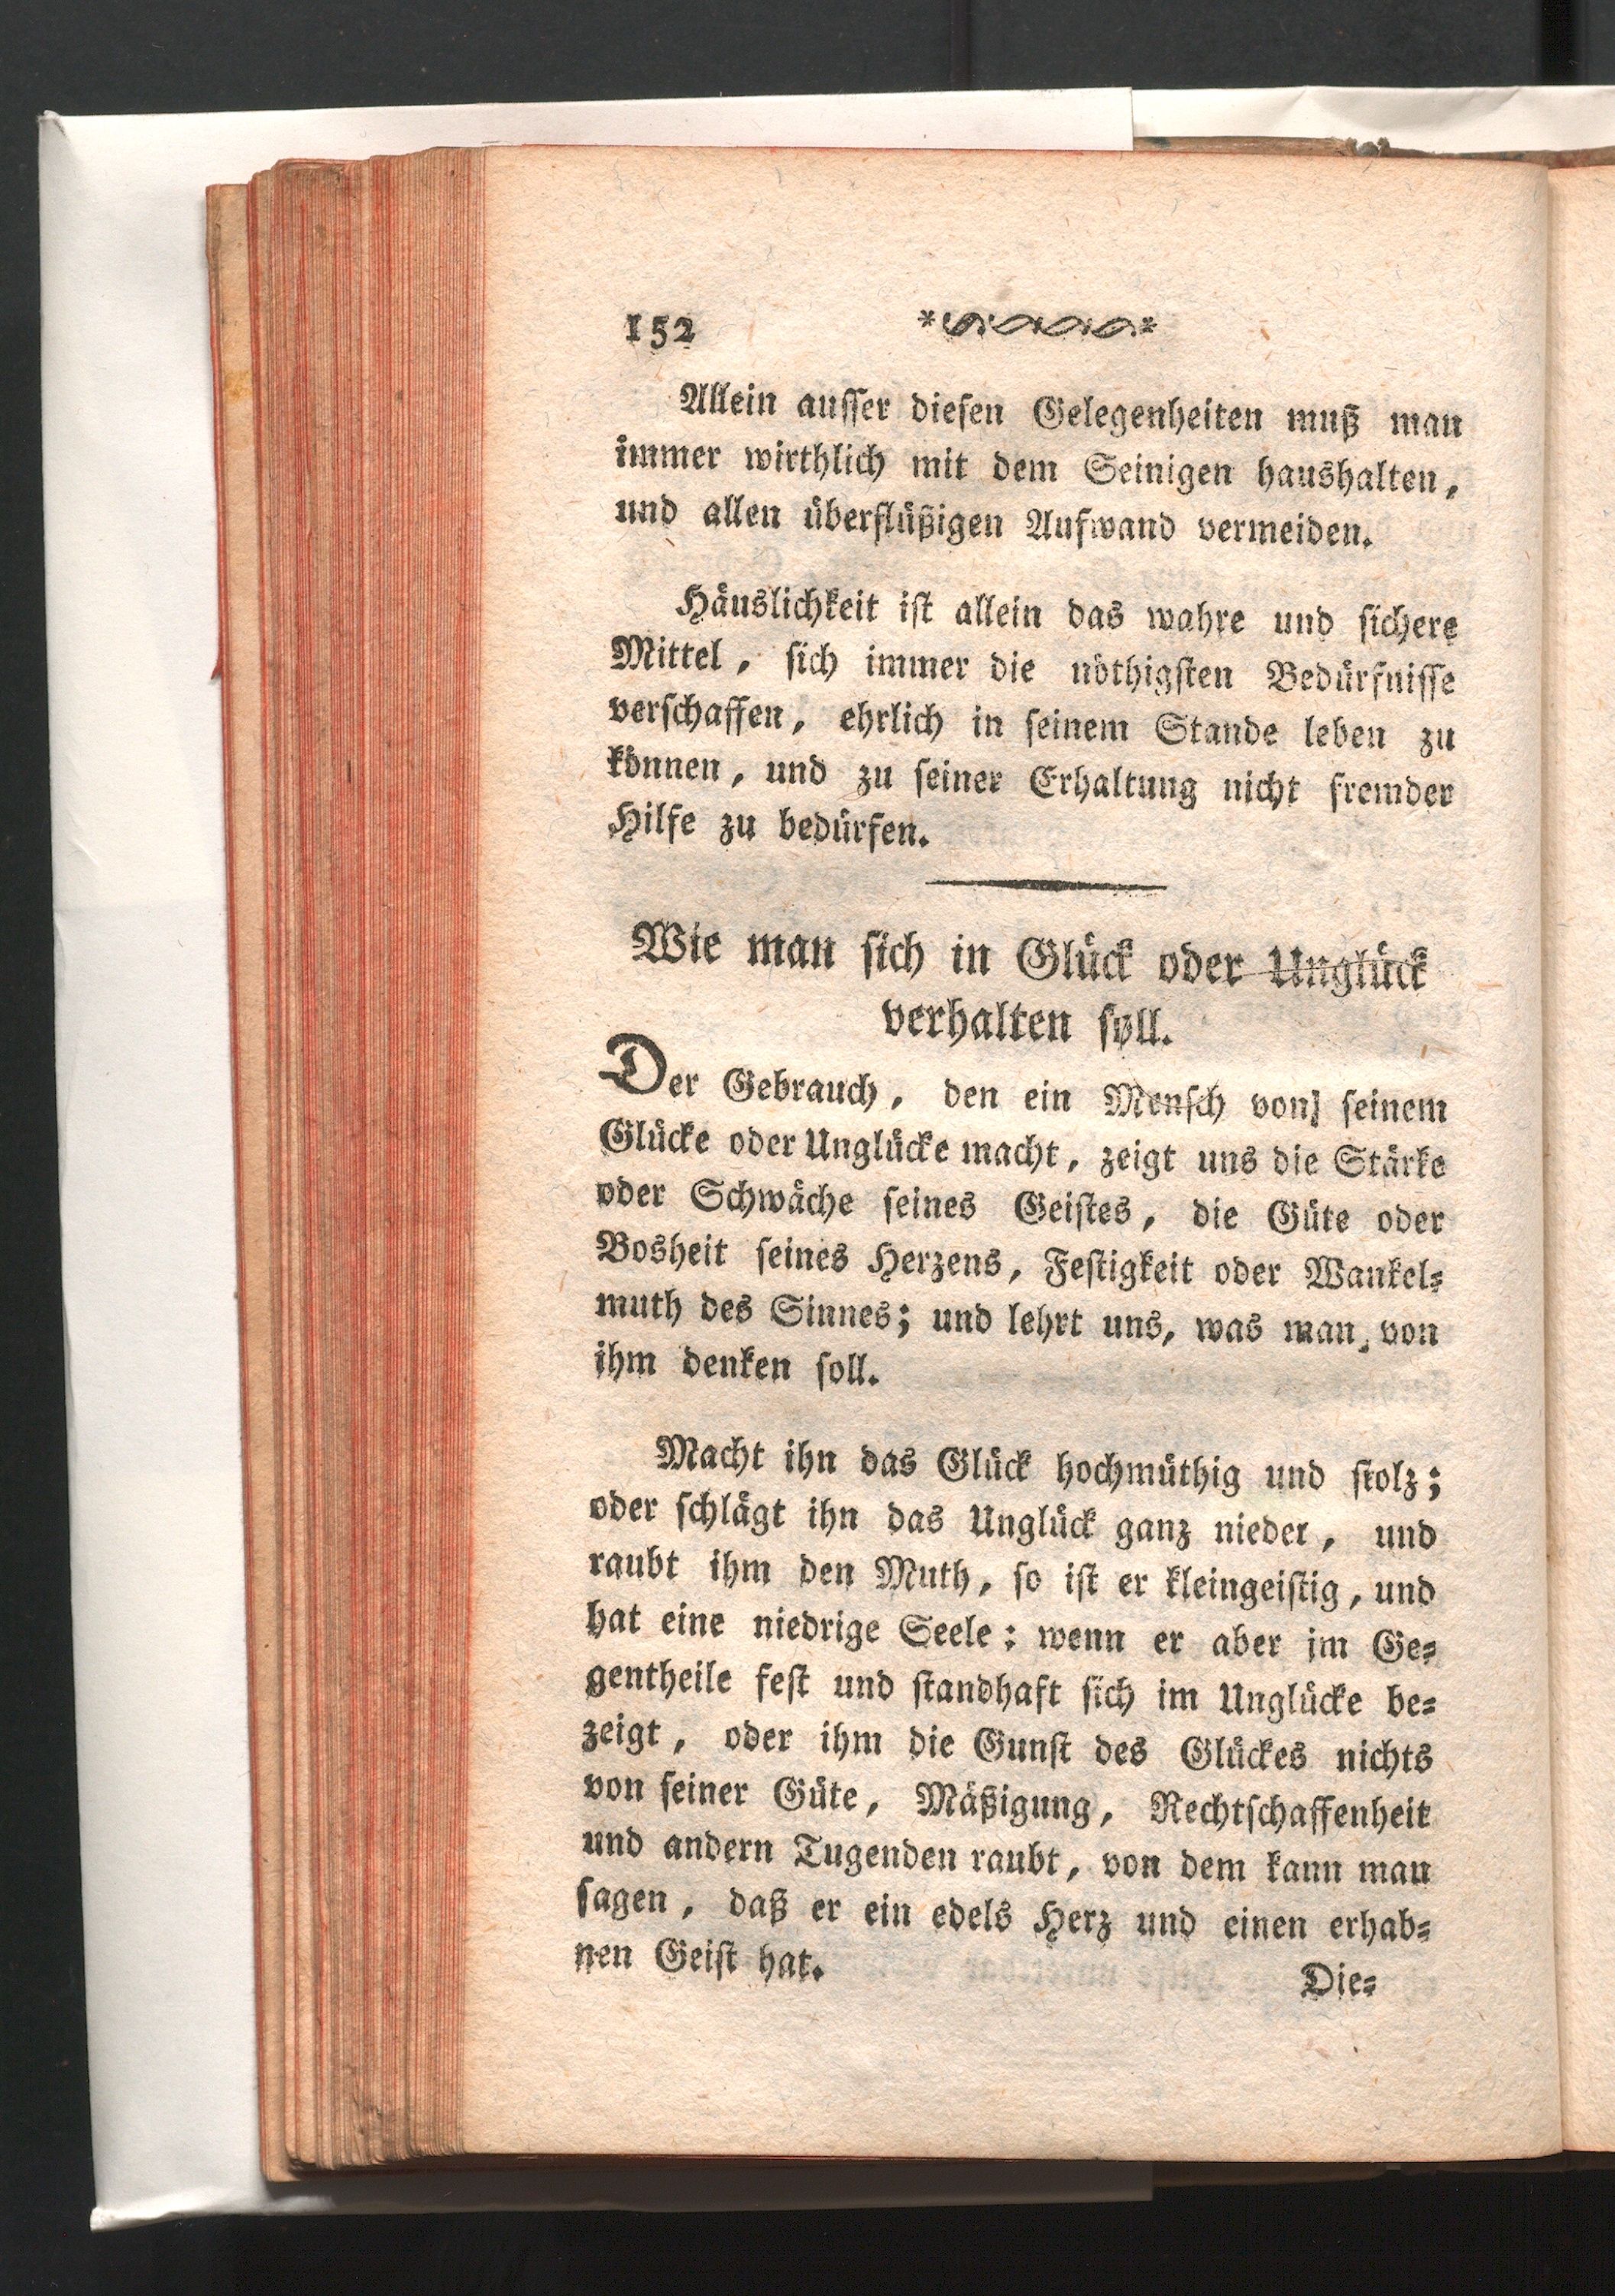 152
Allein ausser diesen Gelegenheiten muß man
immer wirthlich mit dem Seinigen haushalten,
und allen überflüßigen Aufwand vermeiden.
Häuslichkeit ist allein das wahre und sichere
Mittel, sich immer die nöthigsten Bedürfnisse
verschaffen, ehrlich in seinem Stande leben zu
können, und zu seiner Erhaltung nicht fremder
Hilfe zu bedürfen.
Wie man sich in Glück oder Unglück
verhalten soll.
Der Gebrauch, den ein Mensch von seinem
Glücke oder Unglücke macht, zeigt uns die Stärke
oder Schwäche seines Geistes, die Güte oder
Bosheit seines Herzens, Festigkeit oder Wankel=
muth des Sinnes; und lehrt uns, was man von
ihm denken soll.
Macht ihn das Glück hochmüthig und stolz;
oder schlägt ihn das Unglück ganz nieder, und
raubt ihm den Muth, so ist er kleingeistig, und
hat eine niedrige Seele: wenn er aber im Ge=
gentheile fest und standhaft sich im Unglücke be=
zeigt, oder ihm die Gunst des Glückes nichts
von seiner Güte, Mäßigung, Rechtschaffenheit
und andern Tugenden raubt, von dem kann man
sagen, daß er ein edels Herz und einen erhab=
nen Geist hat.
Die=